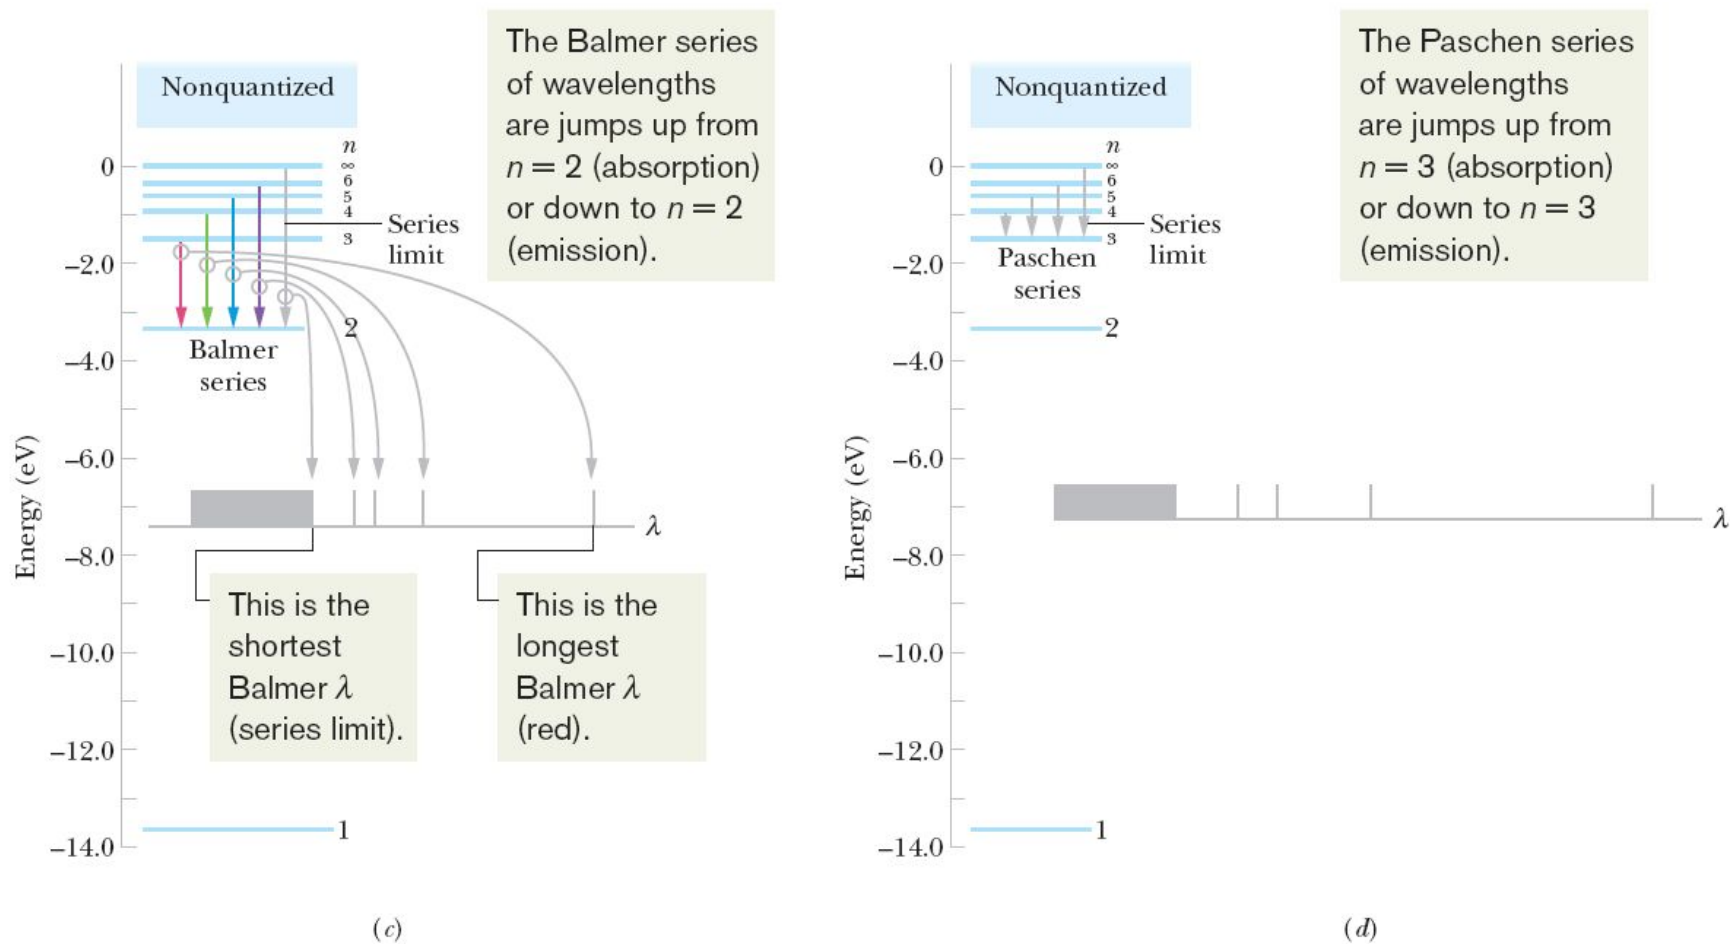 The Balmer series
of wavelengths
are jumps up from
n = 2 (absorption)
or down to n = 2
(emission).
Nonquantized
n
∞
6
5
4
3
2
1
0
–2.0
–4.0
–6.0
–8.0
–10.0
–12.0
–14.0
Energy (eV)
Series
limit
Balmer
series
λ
This is the
shortest
Balmer λ
(series limit).
This is the
longest
Balmer λ
(red).
(c)
The Paschen series
of wavelengths
are jumps up from
n = 3 (absorption)
or down to n = 3
(emission).
Nonquantized
n
∞
6
5
4
3
2
1
0
–2.0
–4.0
–6.0
–8.0
–10.0
–12.0
–14.0
Energy (eV)
Series
limit
Paschen
series
λ
(d)